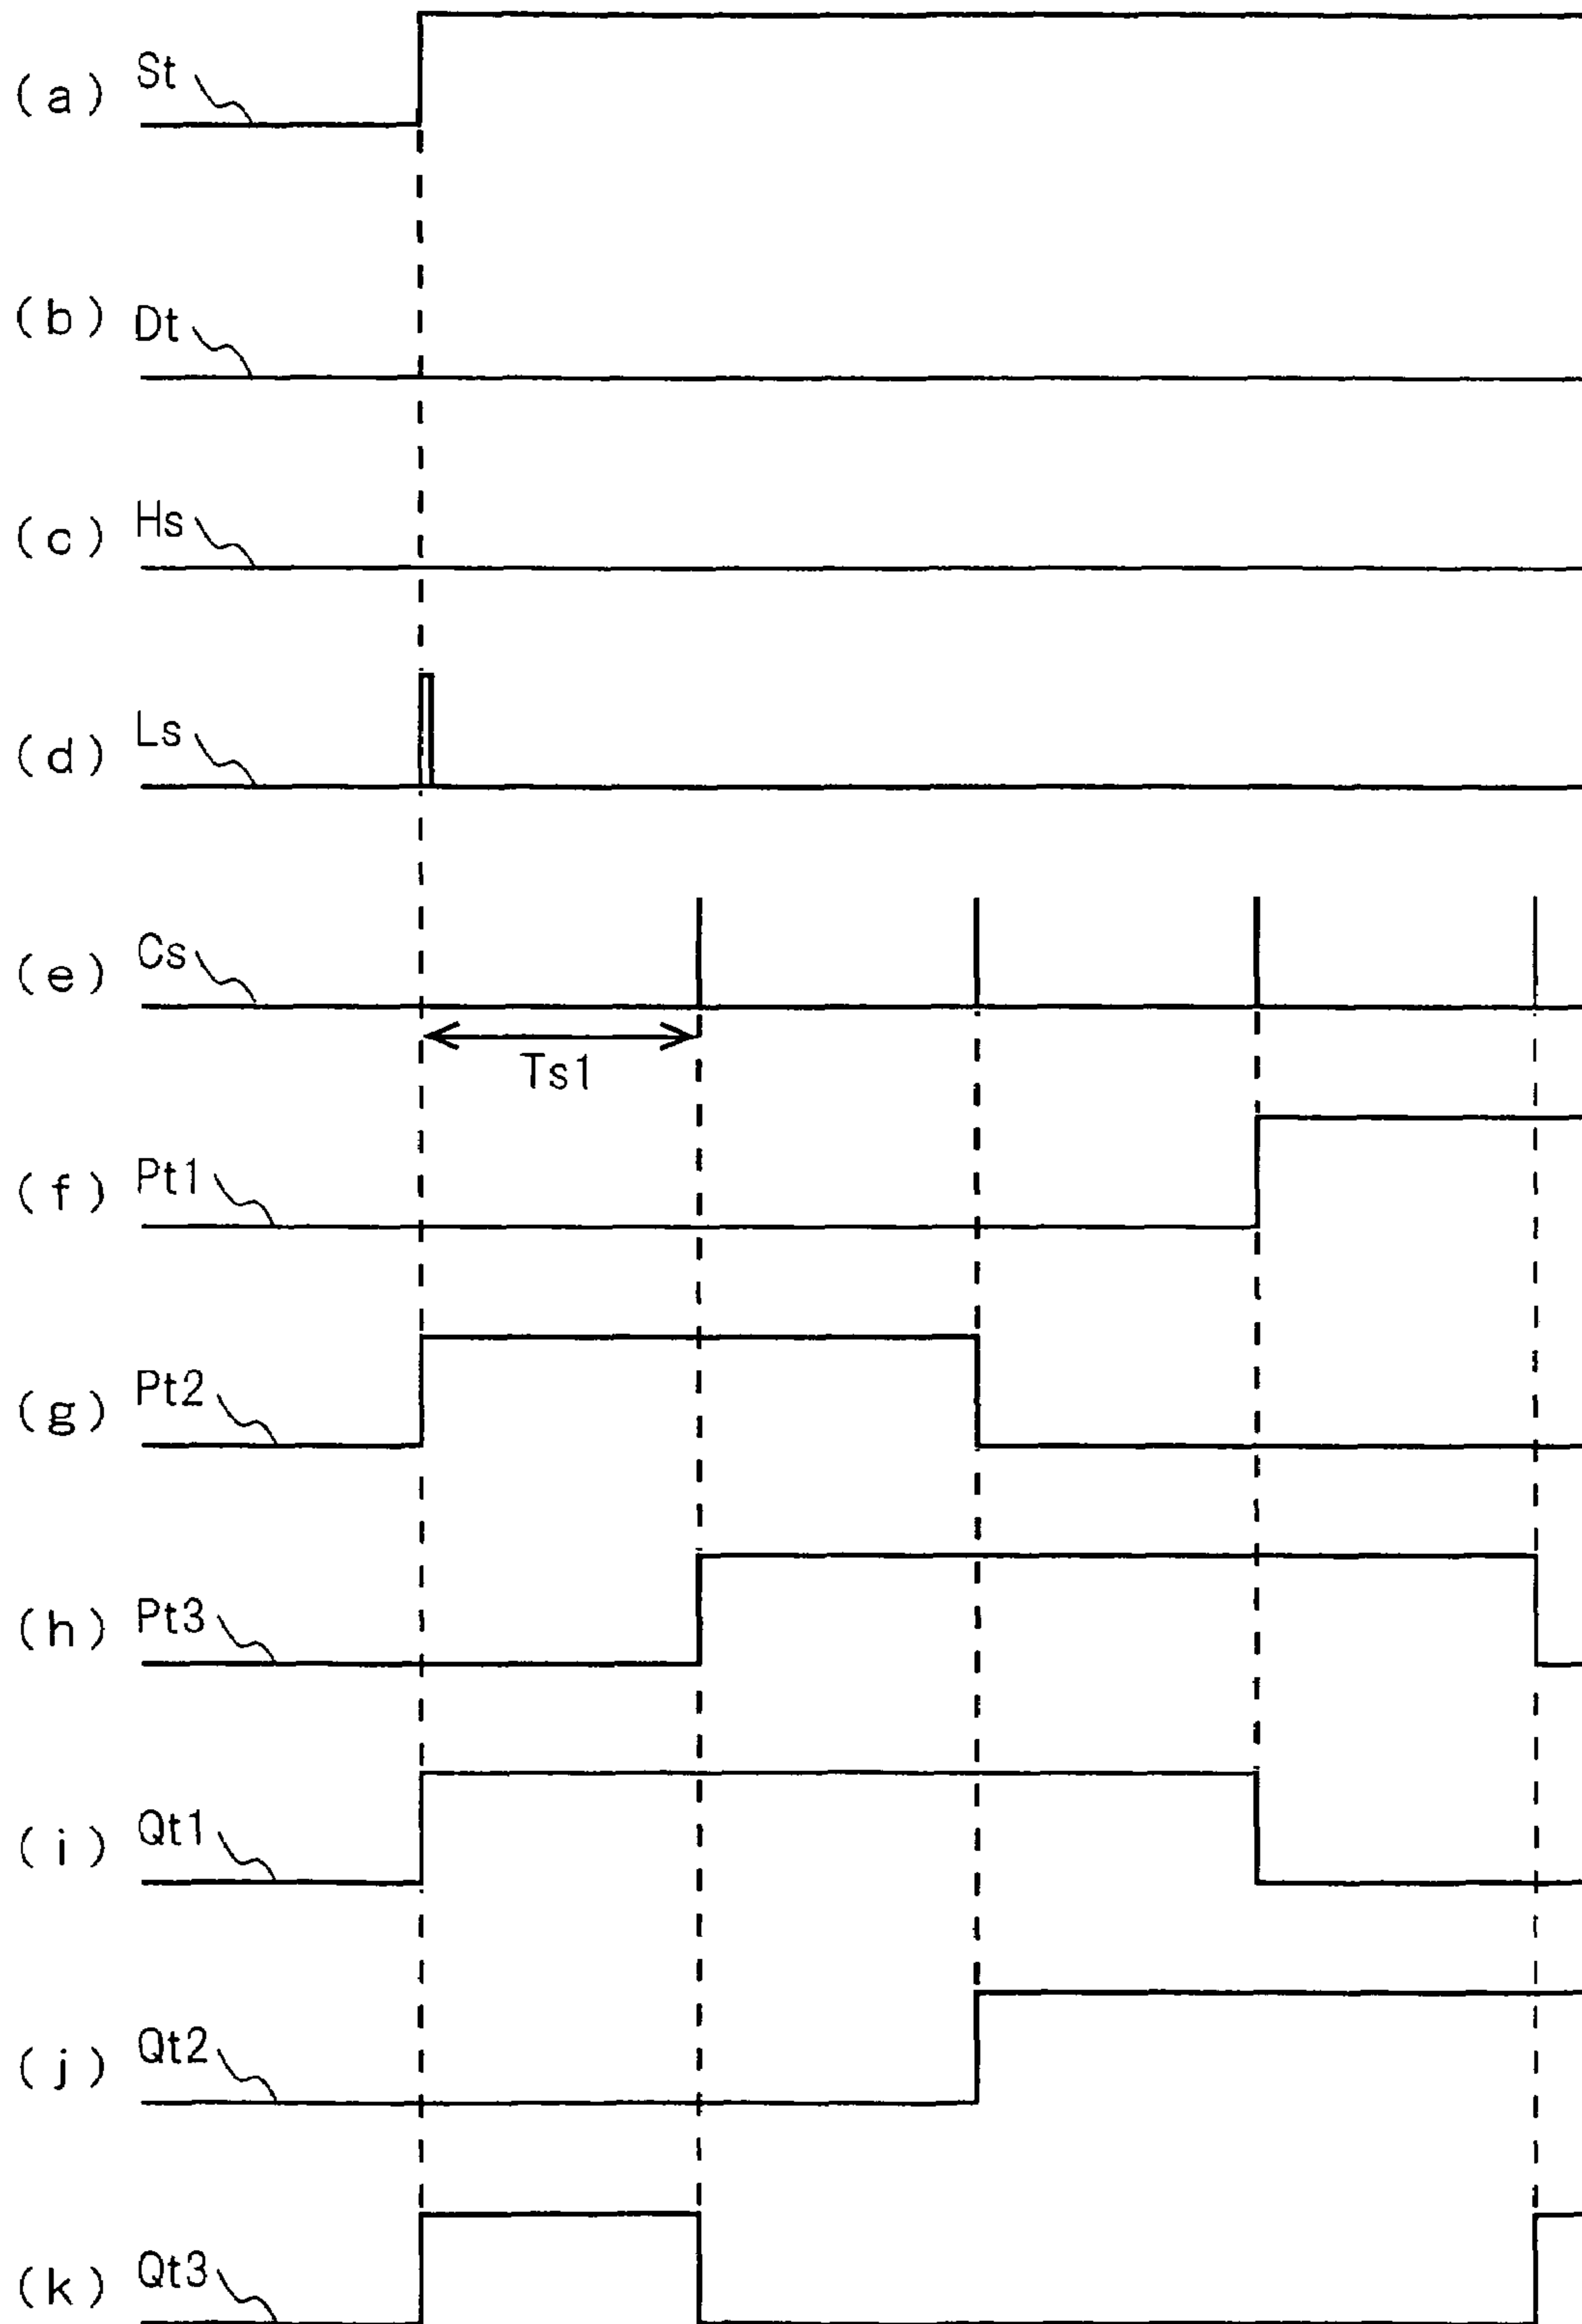 (a) St
(b) Dt
(c) Hs
(d) Ls
(e) Cs
Ts1
(f) Pt1
(g) Pt2
(h) Pt3
(i) Qt1
(j) Qt2
(k) Qt3